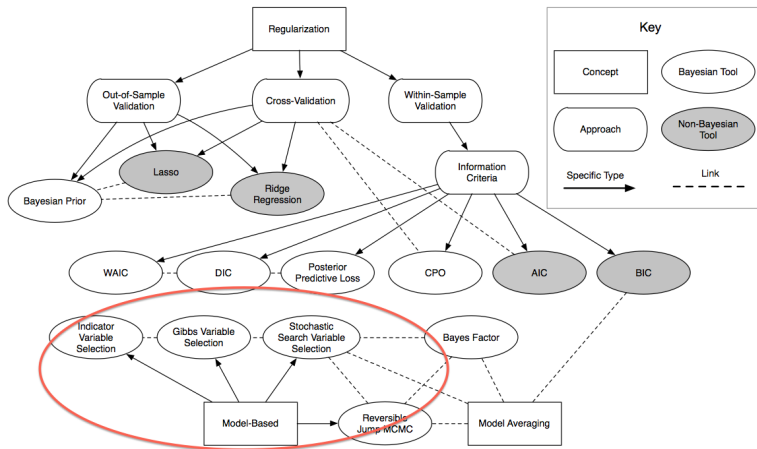 Regularization
Key
Concept
Bayesian Tool
Out-of-Sample
Validation
Cross-Validation
Within-Sample
Validation
Approach
Non-Bayesian
Tool
Specific Type
Link
Lasso
Information
Criteria
Bayesian Prior
Ridge
Regression
WAIC
DIC
Posterior
Predictive Loss
CPO
AIC
BIC
Indicator
Variable
Selection
Gibbs Variable
Selection
Stochastic
Search Variable
Selection
Bayes Factor
Model-Based
Reversible
Jump MCMC
Model Averaging